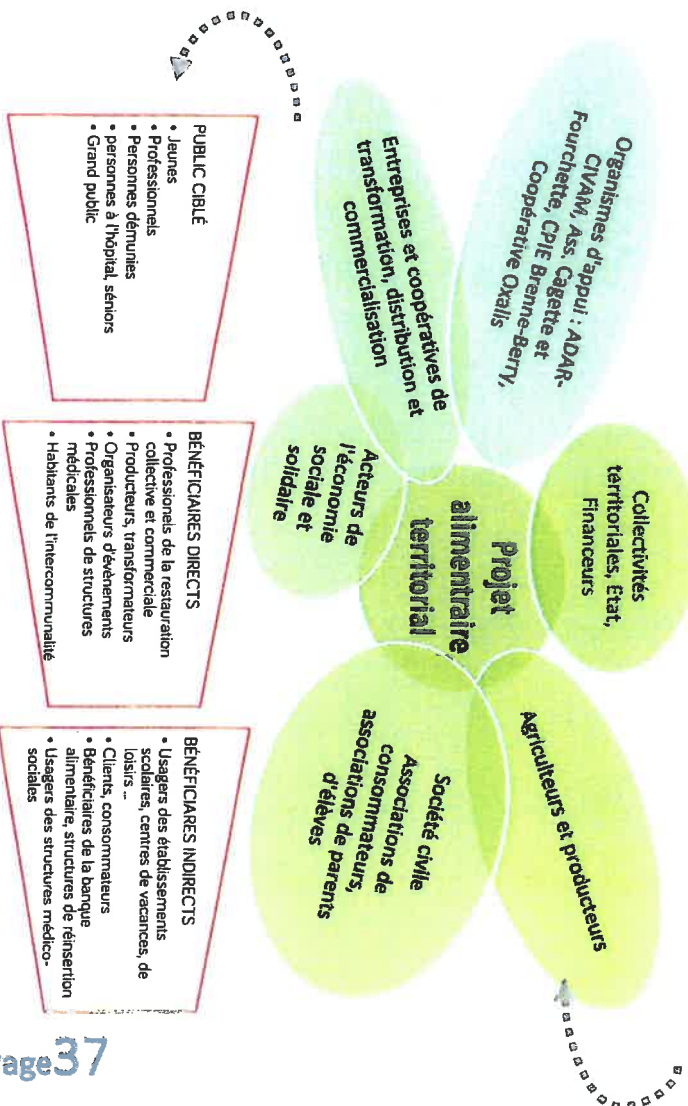 Organismes d'appui : ADAR-
CIVAM, Ass. Cagette et
Fourchette, CPIE Brenne-Berry,
Coopérative Oxalis
Collectivités
territoriales, Etat,
Financeurs
Agriculteurs et producteurs
Entreprises et coopératives de
transformation, distribution et
commercialisation
Projet
alimentraire
territorial
Acteurs de
l'économie
sociale et
solidaire
Société civile
Associations de
consommateurs,
associations de parents
d'élèves
PUBLIC CIBLÉ
• Jeunes
• Professionnels
• Personnes démunies
• personnes à l'hôpital, séniors
• Grand public
BÉNÉFICIAIRES DIRECTS
• Professionels de la restauration
collective et commerciale
• Producteurs, transformateurs
• Organisateurs d'évènements
• Professionnels de structures
médicales
• Habitants de l'intercommunalité
BÉNÉFICIARES INDIRECTS
• Usagers des établissements
scolaires, centres de vacances, de
loisirs ...
• Clients, consommateurs
• Bénéficiaires de la banque
alimentaire, structures de réinsertion
• Usagers des structures médico-
sociales
age37